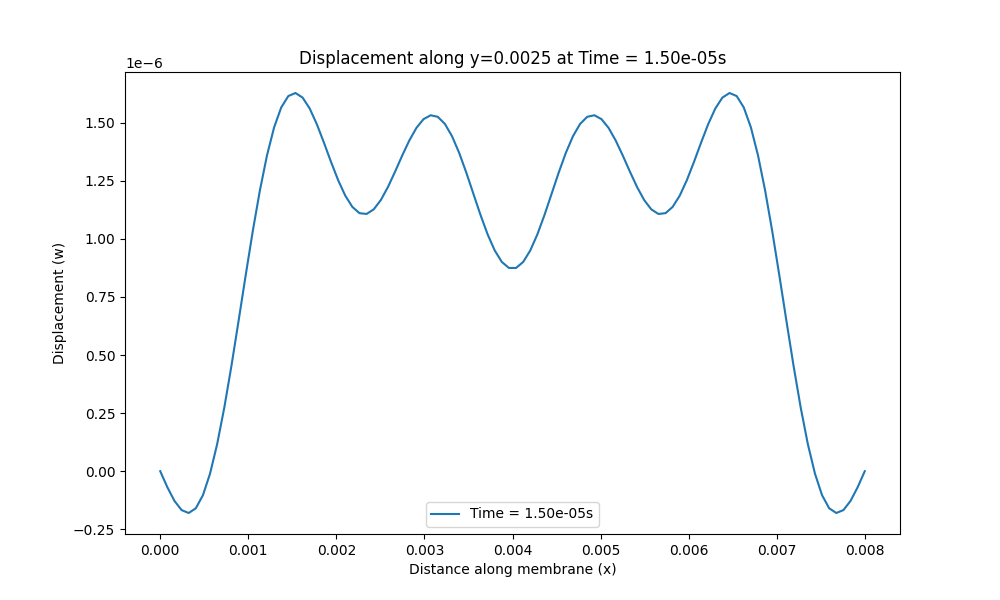 Displacement along y=0.0025 at Time = 1.50e-05s
1e−6
1.50
1.25
1.00
0.75
0.50
0.25
0.00
−0.25
Displacement (w)
Time = 1.50e-05s
0.000 0.001 0.002 0.003 0.004 0.005 0.006 0.007 0.008
Distance along membrane (x)